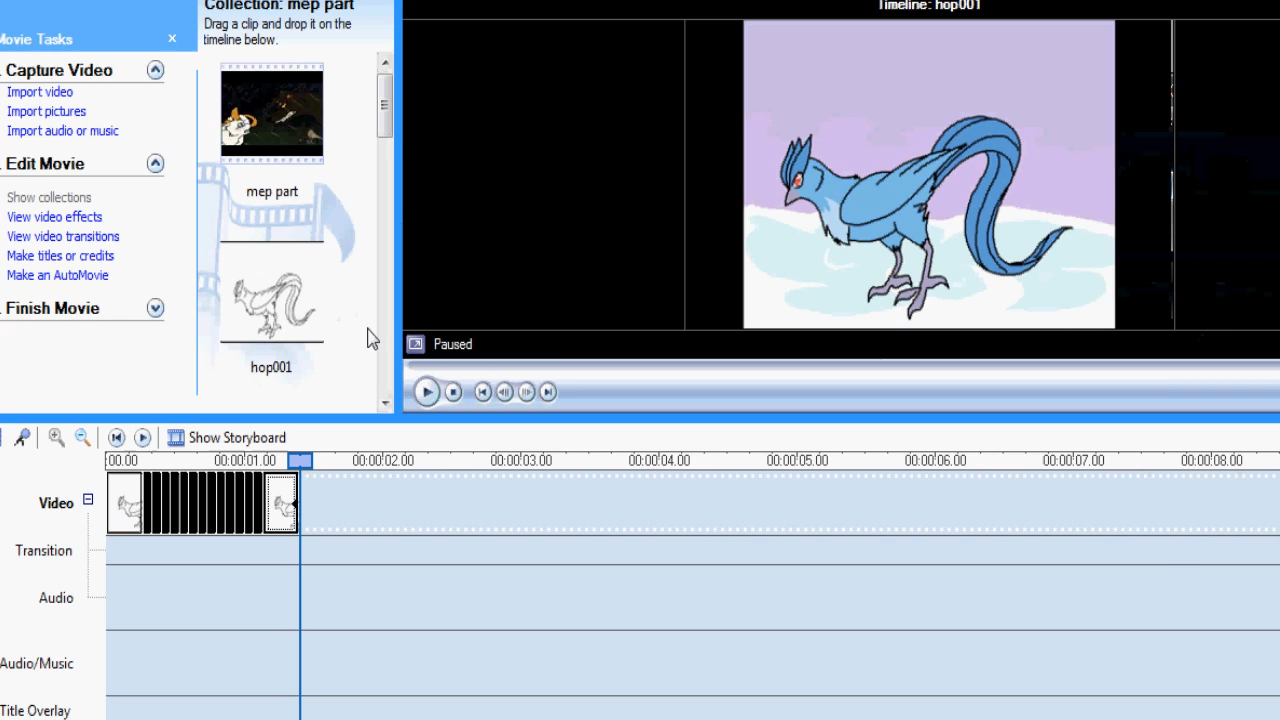 Collection: mep part
Drag a clip and drop it on the
timeline below.
Timeline: hop001
Movie Tasks
Capture Video
Import video
Import pictures
Import audio or music
Edit Movie
Show collections
View video effects
View video transitions
Make titles or credits
Make an AutoMovie
Finish Movie
mep part
hop001
Paused
Show Storyboard
:00.00
00:00:01.00
00:00:02.00
00:00:03.00
00:00:04.00
00:00:05.00
00:00:06.00
00:00:07.00
00:00:08.00
Video
Transition
Audio
Audio/Music
Title Overlay